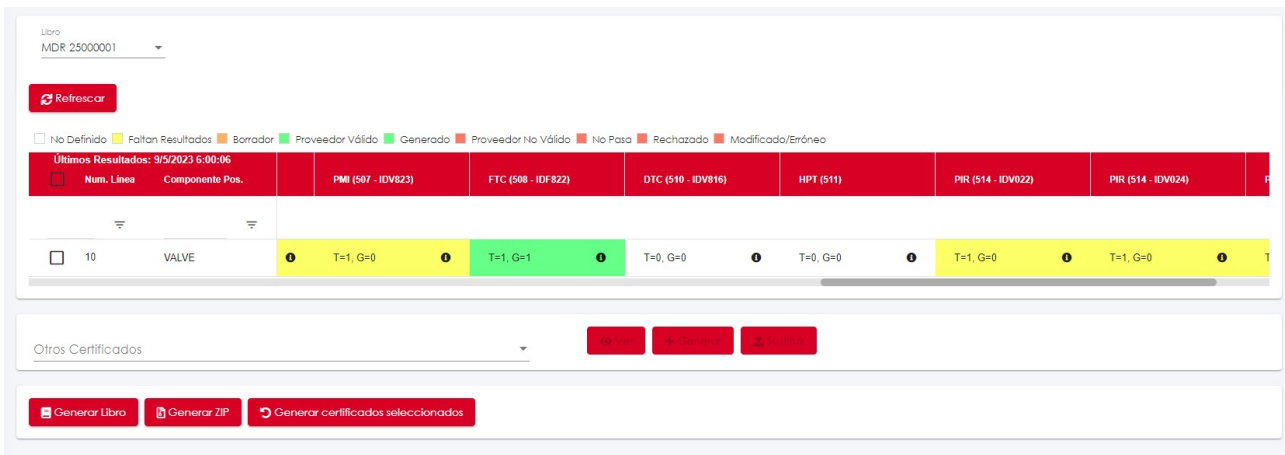 Libro
MDR 25000001
Refrescar
No Definido Faltan Resultados Borrador Proveedor Válido Generado Proveedor No Válido No Pasa Rechazado Modificado/Erróneo
Últimos Resultados: 9/5/2023 6:00:06
Num. Línea Componente Pos. PMI (507 - IDV823) FTC (508 - IDF822) DTC (510 - IDV816) HPT (511) PIR (514 - IDV022) PIR (514 - IDV024)
10 VALVE T=1, G=0 T=1, G=1 T=0, G=0 T=0, G=0 T=1, G=0 T=1, G=0
Otros Certificados Ver Generar
Generar Libro Generar ZIP Generar certificados seleccionados